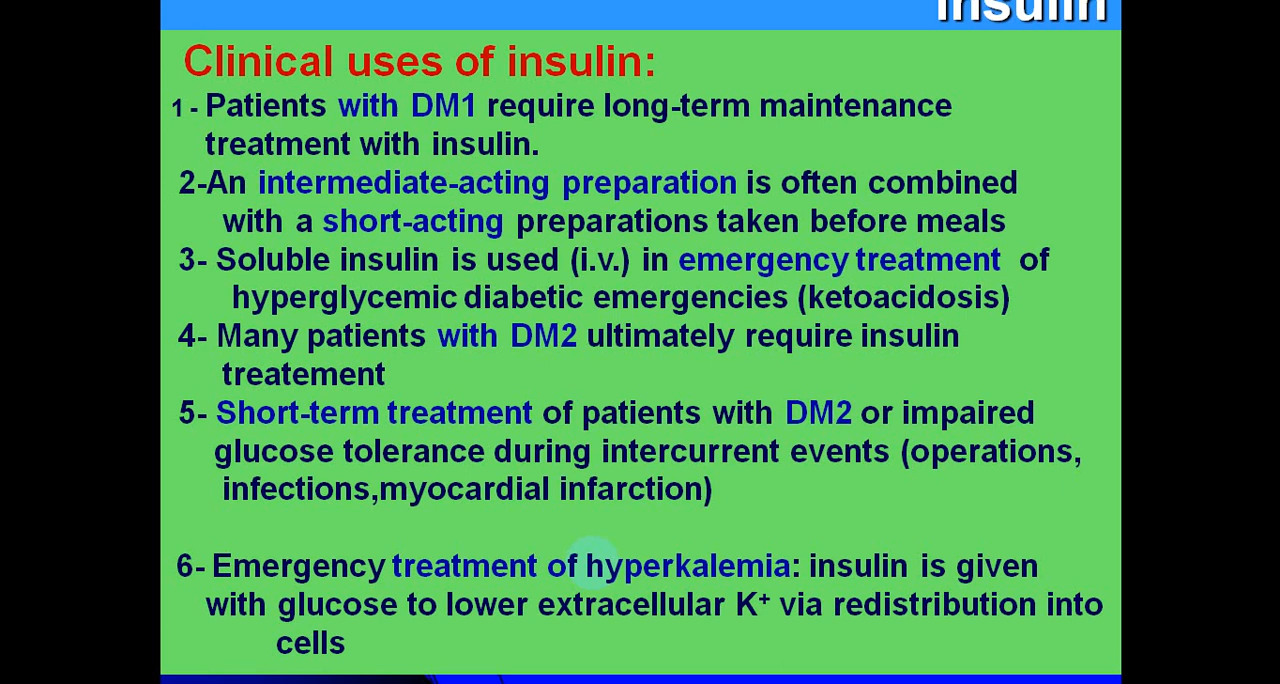 insulin
Clinical uses of insulin:
1 - Patients with DM1 require long-term maintenance
treatment with insulin.
2-An intermediate-acting preparation is often combined
with a short-acting preparations taken before meals
3- Soluble insulin is used (i.v.) in emergency treatment of
hyperglycemic diabetic emergencies (ketoacidosis)
4- Many patients with DM2 ultimately require insulin
treatement
5- Short-term treatment of patients with DM2 or impaired
glucose tolerance during intercurrent events (operations,
infections,myocardial infarction)
6- Emergency treatment of hyperkalemia: insulin is given
with glucose to lower extracellular K⁺ via redistribution into
cells